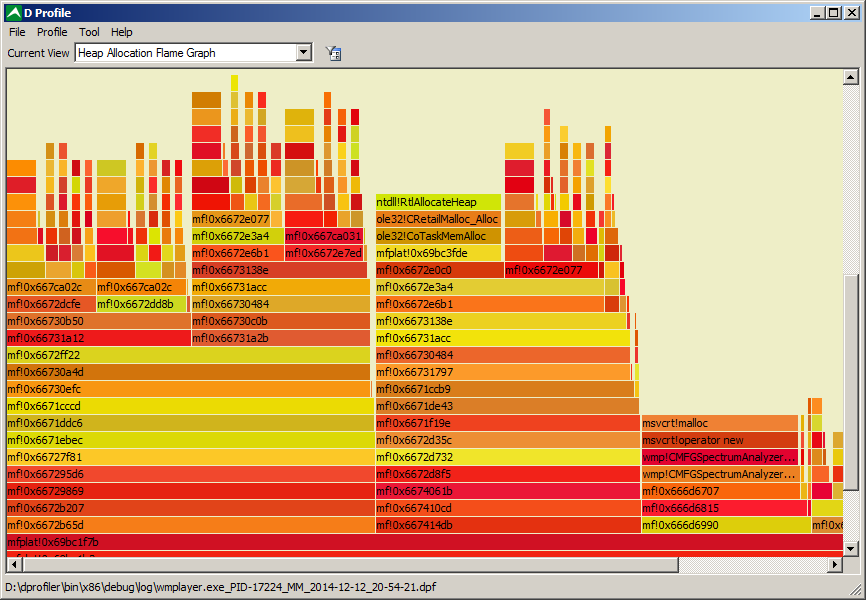 D Profile
File Profile Tool Help
Current View Heap Allocation Flame Graph
ntdll!RtlAllocateHeap
mf!0x6672e077 ole32!CRetailMalloc_Alloc
mf!0x6672e3a4 mf!0x667ca031 ole32!CoTaskMemAlloc
mf!0x6672e6b1 mf!0x6672e7ed mfplat!0x69bc3fde
mf!0x6673138e mf!0x6672e0c0 mf!0x6672e077
mf!0x667ca02c mf!0x667ca02c mf!0x66731acc mf!0x6672e3a4
mf!0x6672dcfe mf!0x6672dd8b mf!0x66730484 mf!0x6672e6b1
mf!0x66730b50 mf!0x66730c0b mf!0x6673138e
mf!0x66731a12 mf!0x66731a2b mf!0x66731acc
mf!0x6672ff22 mf!0x66730484
mf!0x66730a4d mf!0x66731797
mf!0x66730efc mf!0x6671ccb9
mf!0x6671cccd mf!0x6671de43
mf!0x6671ddc6 mf!0x6671f19e msvcrt!malloc
mf!0x6671ebec mf!0x6672d35c msvcrt!operator new
mf!0x66727f81 mf!0x6672d732 wmp!CMFGSpectrumAnalyzer...
mf!0x667295d6 mf!0x6672d8f5 wmp!CMFGSpectrumAnalyzer...
mf!0x66729869 mf!0x6674061b mf!0x666d6707
mf!0x6672b207 mf!0x667410cd mf!0x666d6815
mf!0x6672b65d mf!0x667414db mf!0x666d6990 mf!0x6
mfplat!0x69bc1f7b
D:\dprofiler\bin\x86\debug\log\wmplayer.exe_PID-17224_MM_2014-12-12_20-54-21.dpf